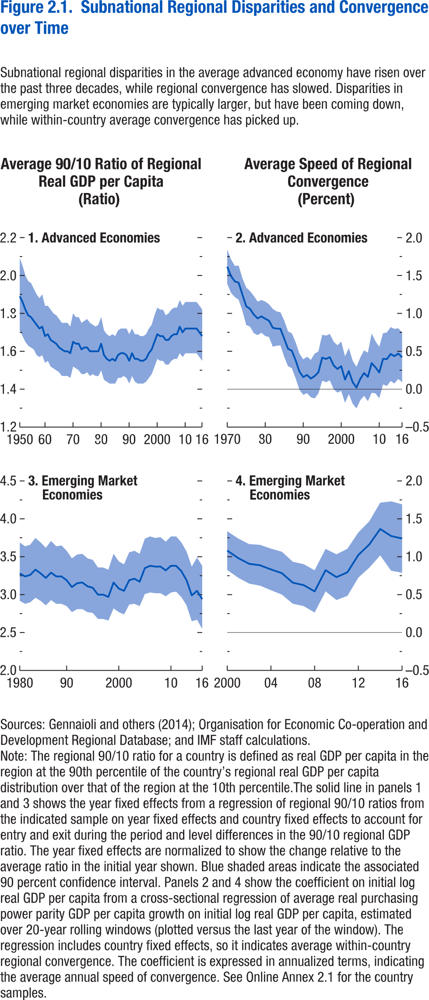 Figure 2.1. Subnational Regional Disparities and Convergence
over Time
Subnational regional disparities in the average advanced economy have risen over
the past three decades, while regional convergence has slowed. Disparities in
emerging market economies are typically larger, but have been coming down,
while within-country average convergence has picked up.
Average 90/10 Ratio of Regional
Real GDP per Capita
(Ratio)
Average Speed of Regional
Convergence
(Percent)
1. Advanced Economies
2.2
2.0
1.8
1.6
1.4
1.2
1950 60 70 80 90 2000 10 16
2. Advanced Economies
2.0
1.5
1.0
0.5
0.0
–0.5
1970 80 90 2000 10 16
3. Emerging Market
Economies
4.5
4.0
3.5
3.0
2.5
2.0
1980 90 2000 10 16
4. Emerging Market
Economies
2.0
1.5
1.0
0.5
0.0
–0.5
2000 04 08 12 16
Sources: Gennaioli and others (2014); Organisation for Economic Co-operation and
Development Regional Database; and IMF staff calculations.
Note: The regional 90/10 ratio for a country is defined as real GDP per capita in the
region at the 90th percentile of the country’s regional real GDP per capita
distribution over that of the region at the 10th percentile.The solid line in panels 1
and 3 shows the year fixed effects from a regression of regional 90/10 ratios from
the indicated sample on year fixed effects and country fixed effects to account for
entry and exit during the period and level differences in the 90/10 regional GDP
ratio. The year fixed effects are normalized to show the change relative to the
average ratio in the initial year shown. Blue shaded areas indicate the associated
90 percent confidence interval. Panels 2 and 4 show the coefficient on initial log
real GDP per capita from a cross-sectional regression of average real purchasing
power parity GDP per capita growth on initial log real GDP per capita, estimated
over 20-year rolling windows (plotted versus the last year of the window). The
regression includes country fixed effects, so it indicates average within-country
regional convergence. The coefficient is expressed in annualized terms, indicating
the average annual speed of convergence. See Online Annex 2.1 for the country
samples.